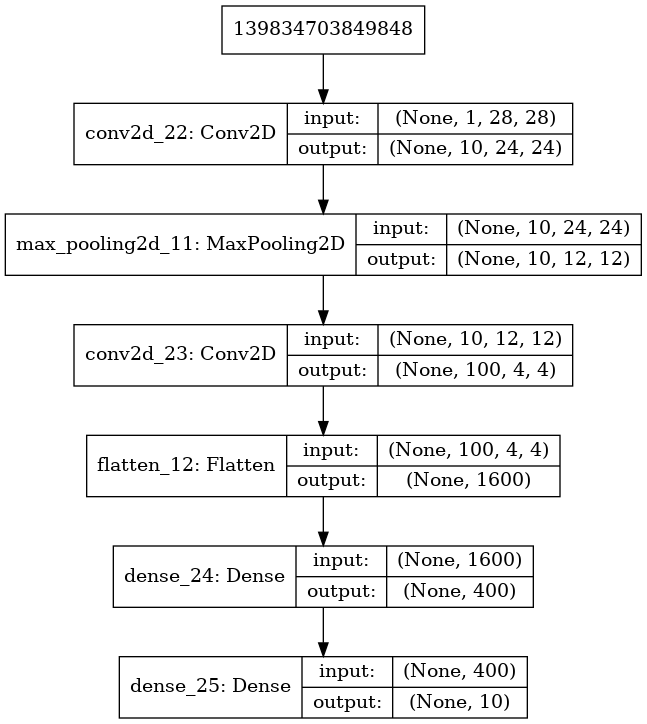 139834703849848
conv2d_22: Conv2D
input: (None, 1, 28, 28)
output: (None, 10, 24, 24)
max_pooling2d_11: MaxPooling2D
input: (None, 10, 24, 24)
output: (None, 10, 12, 12)
conv2d_23: Conv2D
input: (None, 10, 12, 12)
output: (None, 100, 4, 4)
flatten_12: Flatten
input: (None, 100, 4, 4)
output: (None, 1600)
dense_24: Dense
input: (None, 1600)
output: (None, 400)
dense_25: Dense
input: (None, 400)
output: (None, 10)